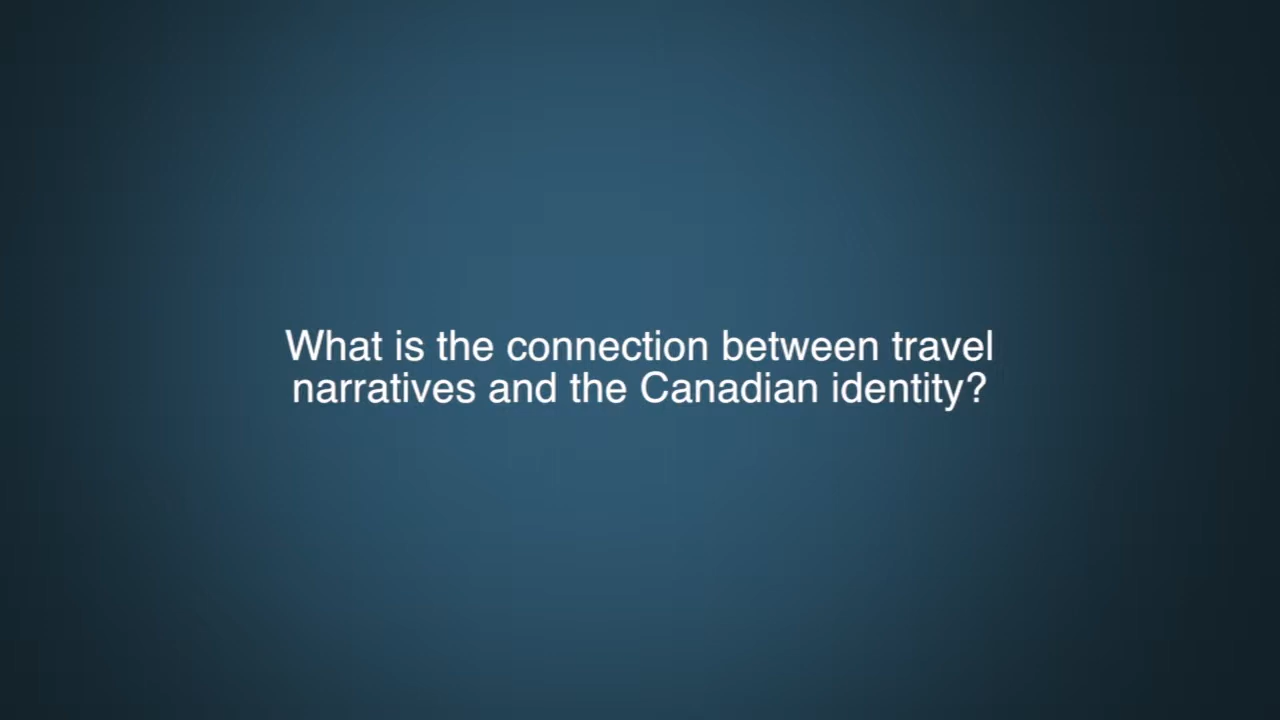 What is the connection between travel
narratives and the Canadian identity?